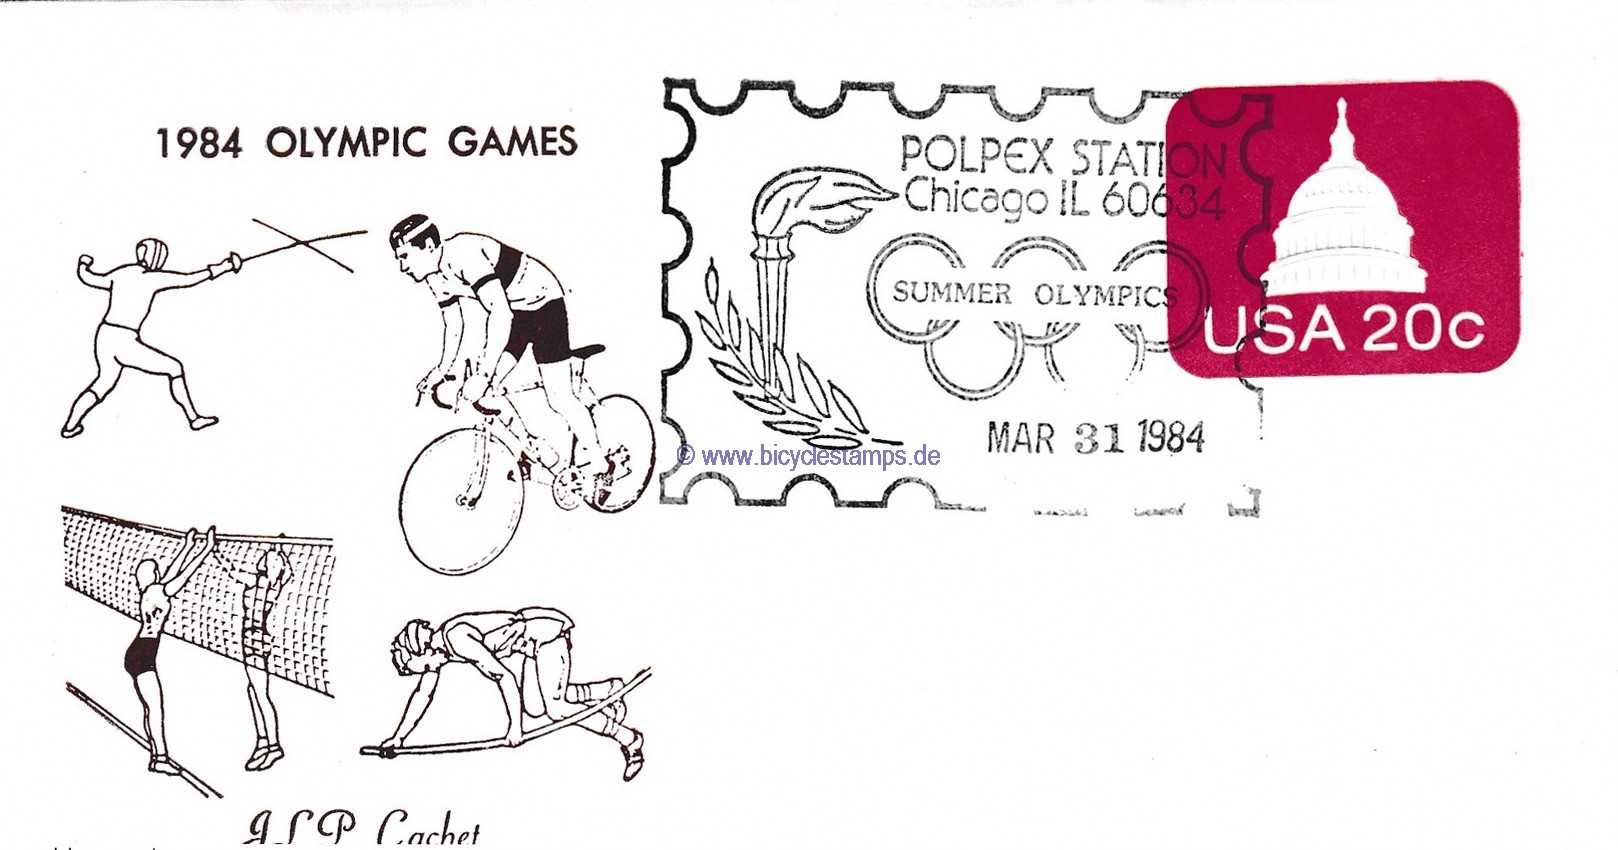 1984 OLYMPIC GAMES
POLPEX STATION
Chicago IL 60634
SUMMER OLYMPICS
MAR 31 1984
USA 20c
© www.bicyclestamps.de
JLP Cachet